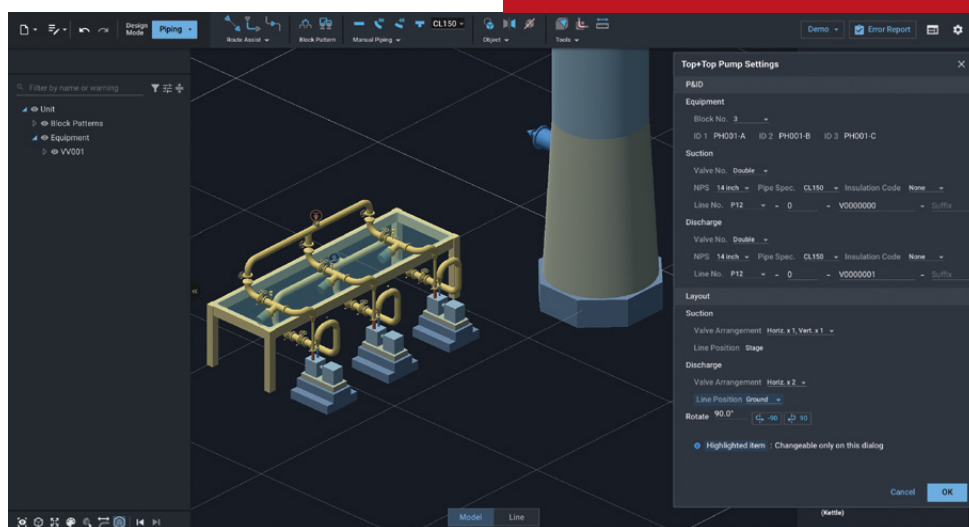 Design
Mode
Piping
Route Assist
Block Pattern
Manual Piping
CL150
Object
Tools
Demo
Error Report
Filter by name or warning
Unit
Block Patterns
Equipment
VV001
Top+Top Pump Settings
P&ID
Equipment
Block No. 3
ID 1 PH001-A ID 2 PH001-B ID 3 PH001-C
Suction
Valve No. Double
NPS 14 inch Pipe Spec. CL150 Insulation Code None
Line No. P12 - 0 - V0000000 - Suffix
Discharge
Valve No. Double
NPS 14 inch Pipe Spec. CL150 Insulation Code None
Line No. P12 - 0 - V0000001 - Suffix
Layout
Suction
Valve Arrangement Horiz. x 1, Vert. x 1
Line Position Stage
Discharge
Valve Arrangement Horiz. x 2
Line Position Ground
Rotate 90.0° -90 90
Highlighted item : Changeable only on this dialog
Cancel OK
(Kettle)
Model Line